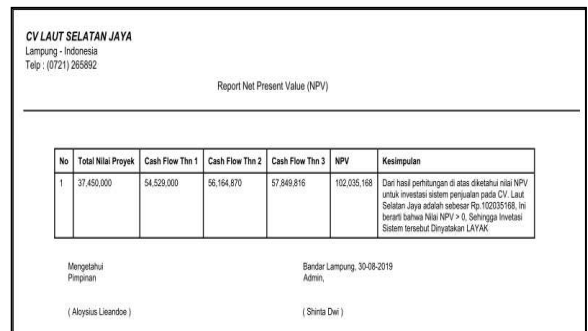 CV LAUT SELATAN JAYA
Lampung - Indonesia
Telp : (0721) 265892
Report Net Present Value (NPV)
No Total Nilai Proyek Cash Flow Thn 1 Cash Flow Thn 2 Cash Flow Thn 3 NPV Kesimpulan
1 37,450,000 54,529,000 56,164,870 57,849,816 102,035,168 Dari hasil perhitungan di atas diketahui nilai NPV
untuk investasi sistem penjualan pada CV. Laut
Selatan Jaya adalah sebesar Rp.102035168, Ini
berarti bahwa Nilai NPV > 0, Sehingga Invetasi
Sistem tersebut Dinyatakan LAYAK
Mengetahui Bandar Lampung, 30-08-2019
Pimpinan Admin,
( Aloysius Lieandoe ) ( Shinta Dwi )